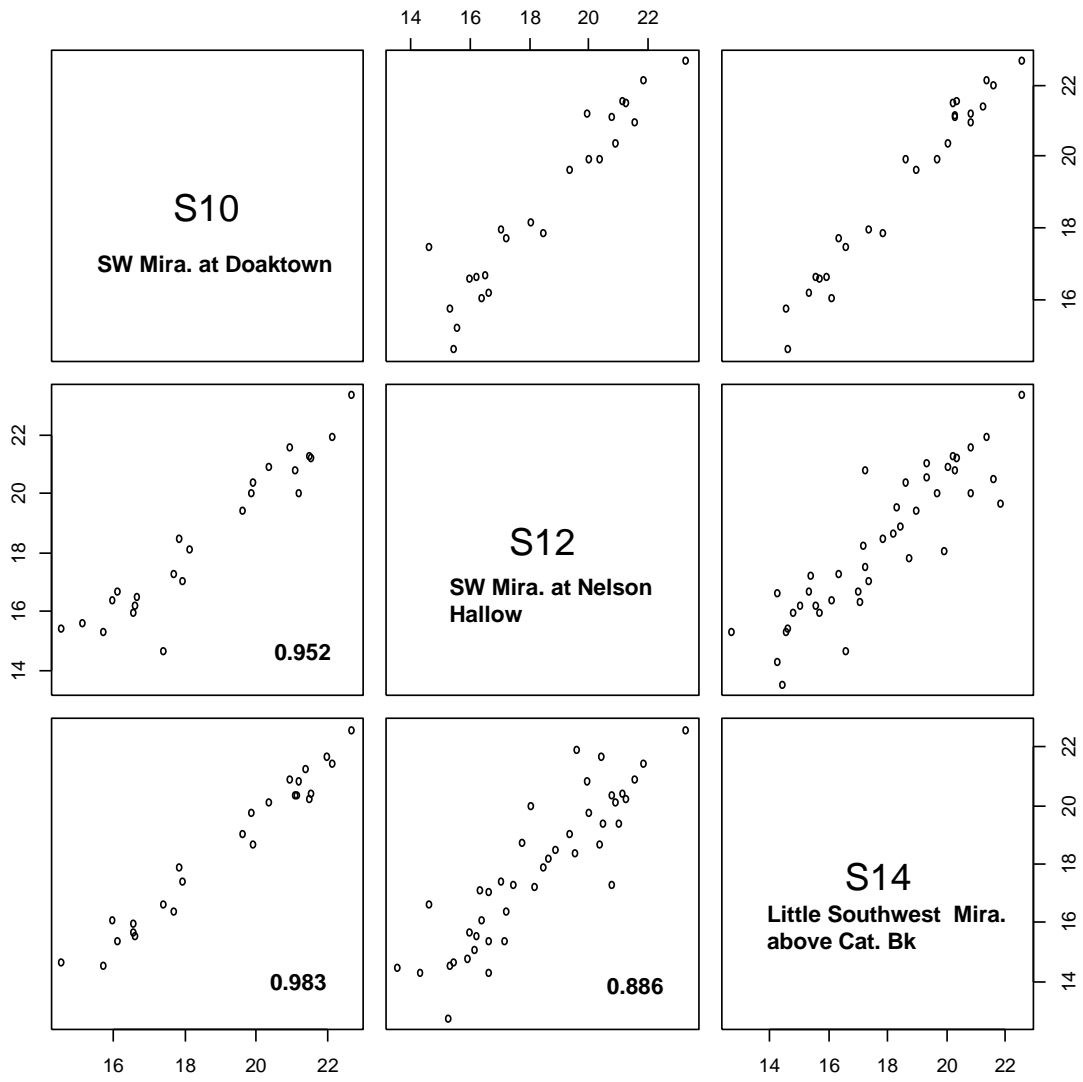 14 16 18 20 22
S10
SW Mira. at Doaktown
16 18 20 22
14 16 18 20 22
0.952
S12
SW Mira. at Nelson
Hallow
0.983
0.886
S14
Little Southwest Mira.
above Cat. Bk
14 16 18 20 22
16 18 20 22
14 16 18 20 22